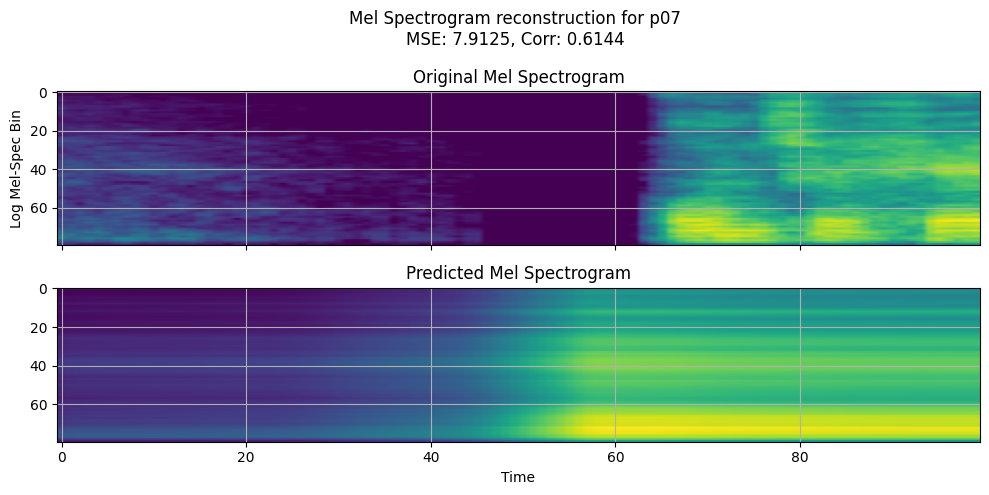 Mel Spectrogram reconstruction for p07
MSE: 7.9125, Corr: 0.6144
Original Mel Spectrogram
0
20
40
60
Log Mel-Spec Bin
Predicted Mel Spectrogram
0
20
40
60
0 20 40 60 80
Time